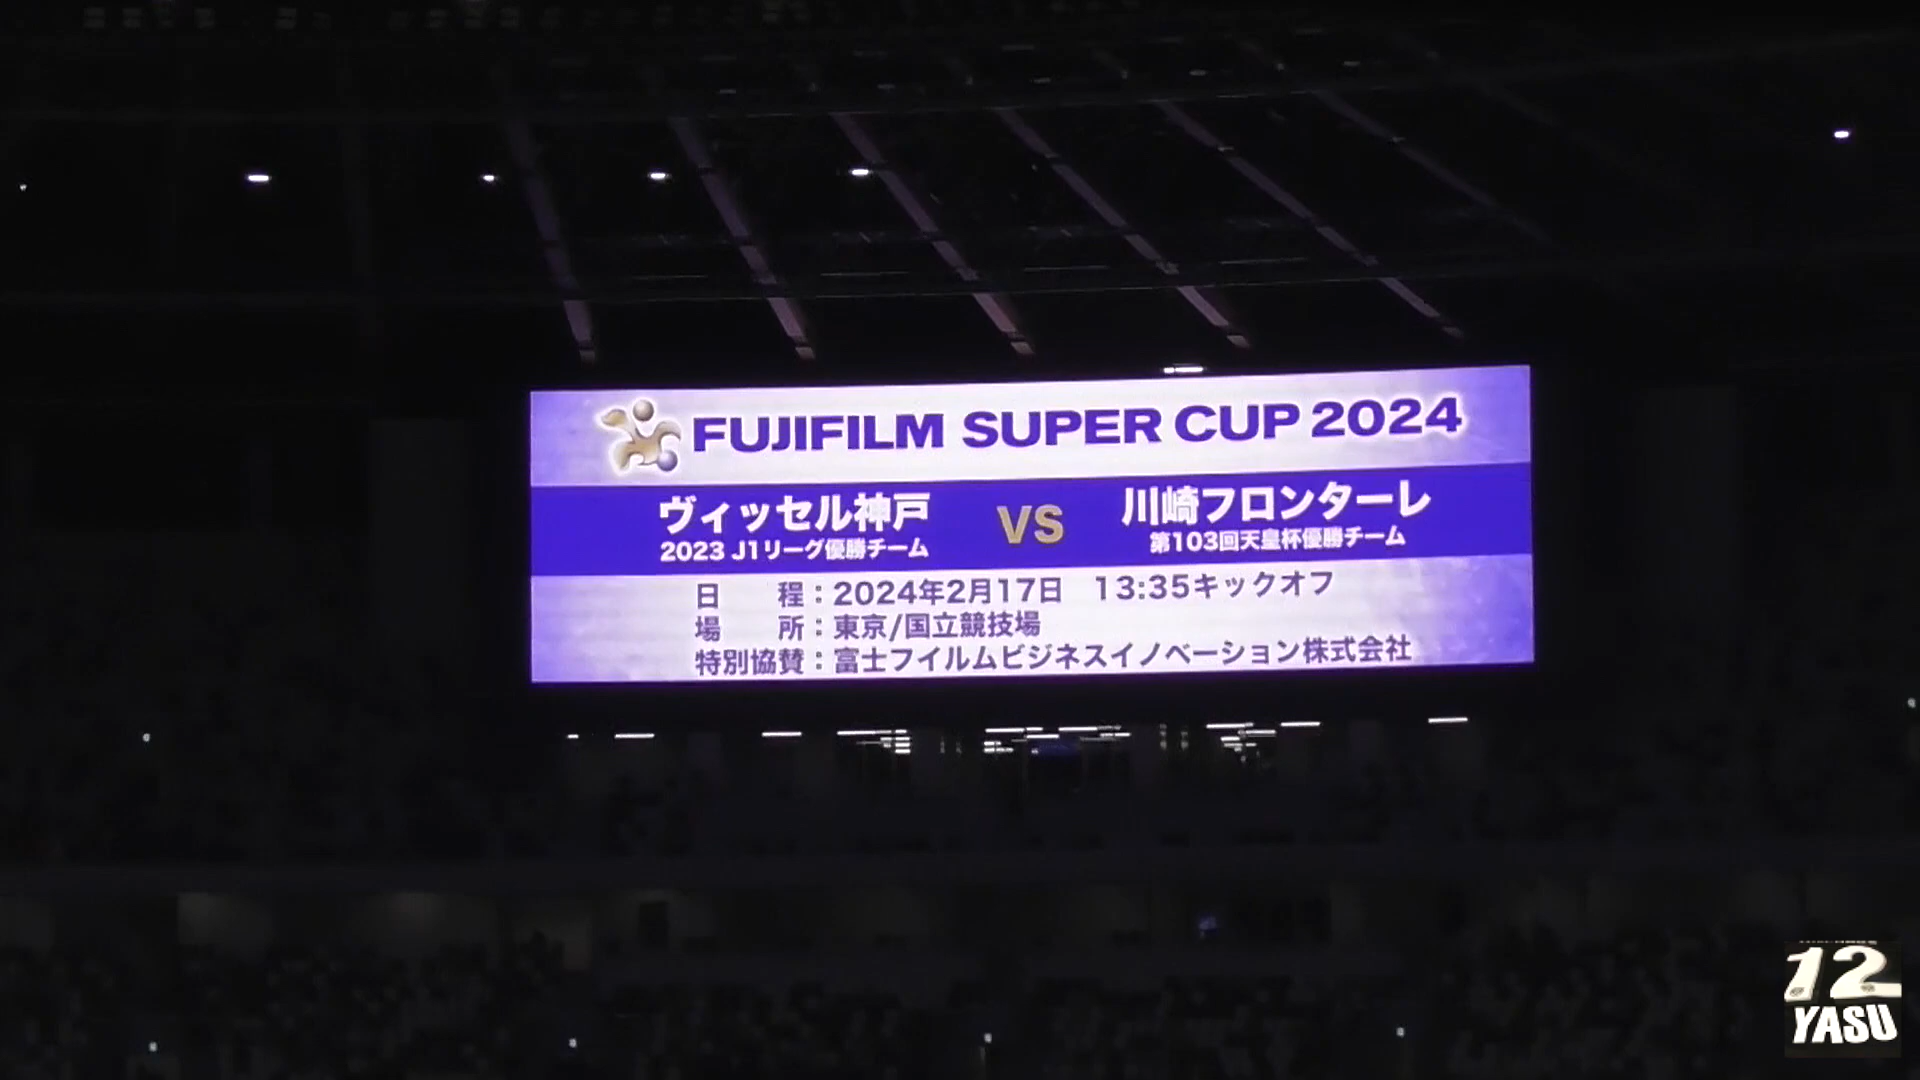 FUJIFILM SUPER CUP 2024
ヴィッセル神戸 VS 川崎フロンターレ
2023 J1リーグ優勝チーム 第103回天皇杯優勝チーム
日 程：2024年2月17日 13:35キックオフ
場 所：東京/国立競技場
特別協賛：富士フイルムビジネスイノベーション株式会社
12
YASU